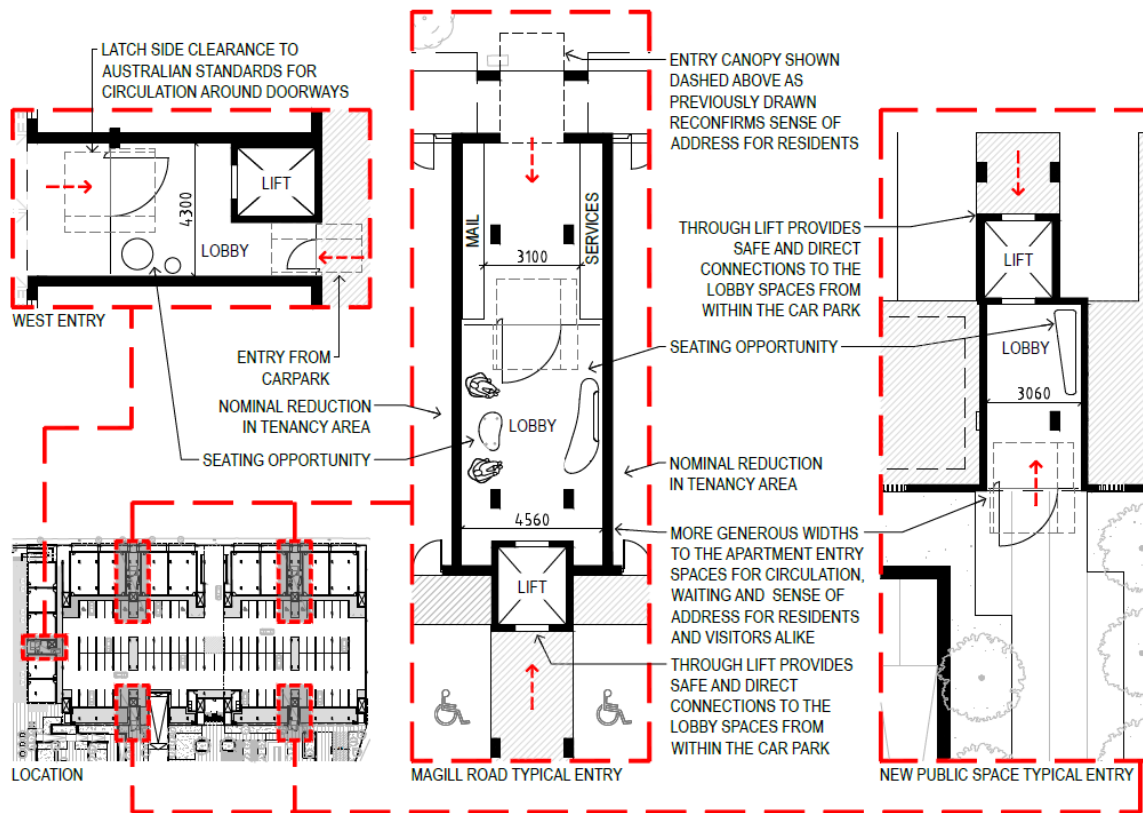 LATCH SIDE CLEARANCE TO
AUSTRALIAN STANDARDS FOR
CIRCULATION AROUND DOORWAYS
LIFT
4300
LOBBY
WEST ENTRY
ENTRY FROM
CARPARK
NOMINAL REDUCTION
IN TENANCY AREA
SEATING OPPORTUNITY
LOCATION
MAIL
SERVICES
3100
LOBBY
4560
LIFT
MAGILL ROAD TYPICAL ENTRY
ENTRY CANOPY SHOWN
DASHED ABOVE AS
PREVIOUSLY DRAWN
RECONFIRMS SENSE OF
ADDRESS FOR RESIDENTS
THROUGH LIFT PROVIDES
SAFE AND DIRECT
CONNECTIONS TO THE
LOBBY SPACES FROM
WITHIN THE CAR PARK
SEATING OPPORTUNITY
NOMINAL REDUCTION
IN TENANCY AREA
MORE GENEROUS WIDTHS
TO THE APARTMENT ENTRY
SPACES FOR CIRCULATION,
WAITING AND SENSE OF
ADDRESS FOR RESIDENTS
AND VISITORS ALIKE
THROUGH LIFT PROVIDES
SAFE AND DIRECT
CONNECTIONS TO THE
LOBBY SPACES FROM
WITHIN THE CAR PARK
LIFT
LOBBY
3060
NEW PUBLIC SPACE TYPICAL ENTRY